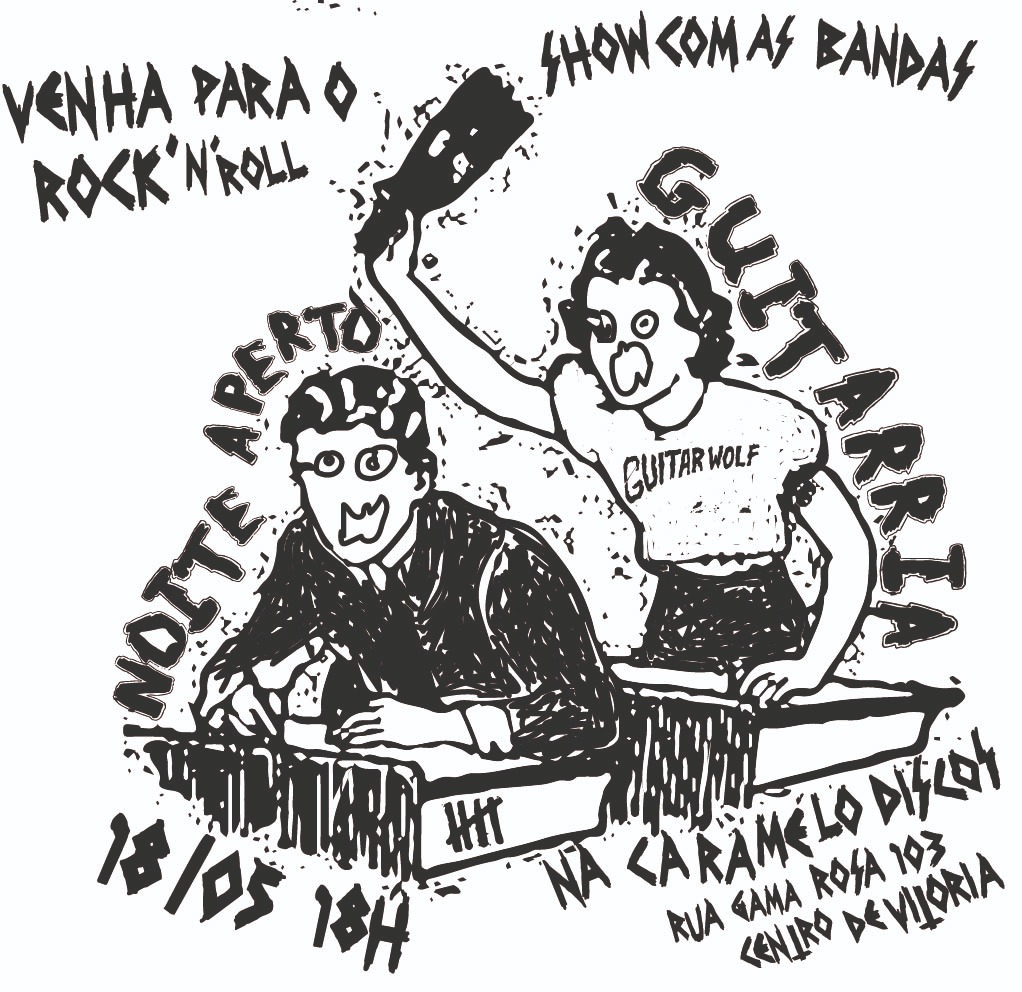 VENHA PARA O
ROCK'N'ROLL
SHOW COM AS BANDAS
NOITE APERTO
GUITARRIA
GUITAR WOLF
18/05 18H
NA CARAMELO DISCOS
RUA GAMA ROSA 103
CENTRO DE VITORIA